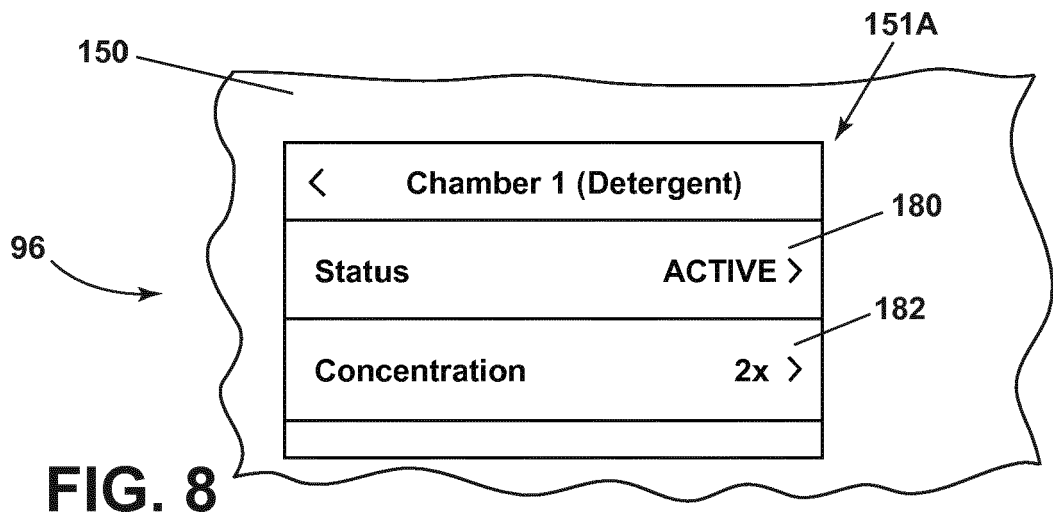 150
151A
< Chamber 1 (Detergent)
180
96
Status ACTIVE >
182
Concentration 2x >
FIG. 8